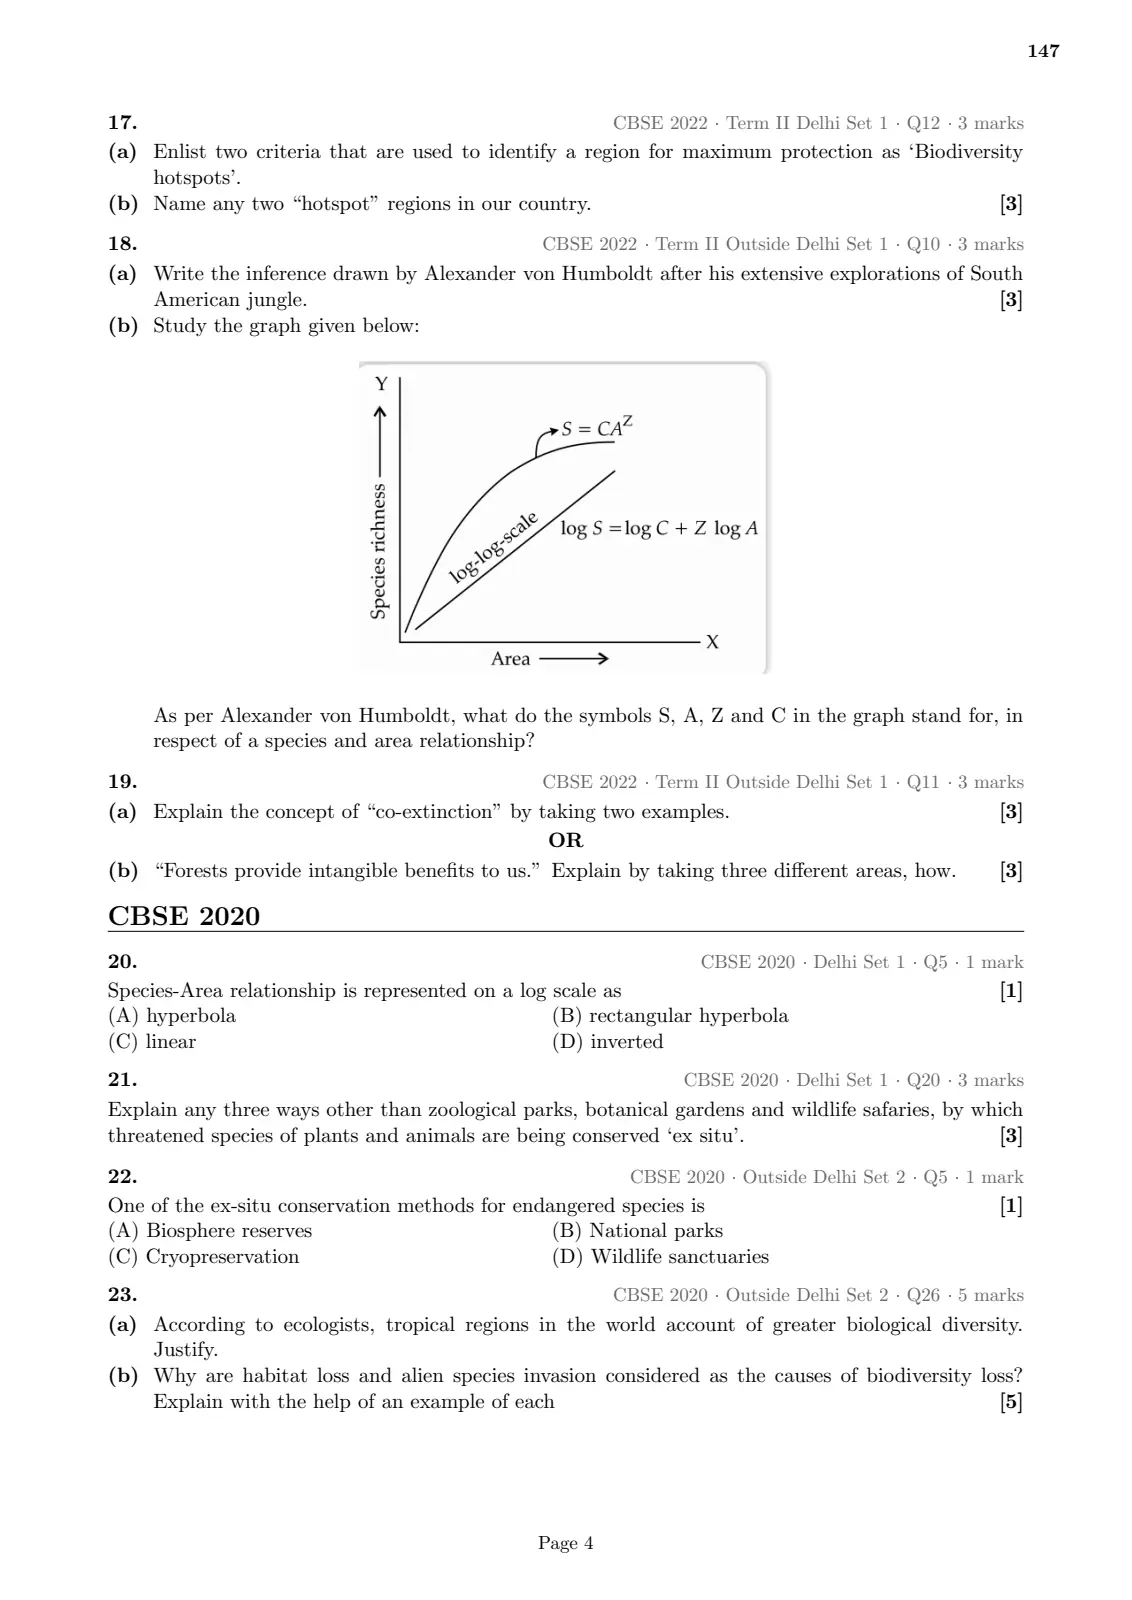 147
17. CBSE 2022 · Term II Delhi Set 1 · Q12 · 3 marks
(a) Enlist two criteria that are used to identify a region for maximum protection as ‘Biodiversity
hotspots’.
(b) Name any two “hotspot” regions in our country. [3]
18. CBSE 2022 · Term II Outside Delhi Set 1 · Q10 · 3 marks
(a) Write the inference drawn by Alexander von Humboldt after his extensive explorations of South
American jungle. [3]
(b) Study the graph given below:
Y
S = CA^Z
Species richness
log-log-scale
log S = log C + Z log A
X
Area
As per Alexander von Humboldt, what do the symbols S, A, Z and C in the graph stand for, in
respect of a species and area relationship?
19. CBSE 2022 · Term II Outside Delhi Set 1 · Q11 · 3 marks
(a) Explain the concept of “co-extinction” by taking two examples. [3]
OR
(b) “Forests provide intangible benefits to us.” Explain by taking three different areas, how. [3]
CBSE 2020
20. CBSE 2020 · Delhi Set 1 · Q5 · 1 mark
Species-Area relationship is represented on a log scale as [1]
(A) hyperbola (B) rectangular hyperbola
(C) linear (D) inverted
21. CBSE 2020 · Delhi Set 1 · Q20 · 3 marks
Explain any three ways other than zoological parks, botanical gardens and wildlife safaries, by which
threatened species of plants and animals are being conserved ‘ex situ’. [3]
22. CBSE 2020 · Outside Delhi Set 2 · Q5 · 1 mark
One of the ex-situ conservation methods for endangered species is [1]
(A) Biosphere reserves (B) National parks
(C) Cryopreservation (D) Wildlife sanctuaries
23. CBSE 2020 · Outside Delhi Set 2 · Q26 · 5 marks
(a) According to ecologists, tropical regions in the world account of greater biological diversity.
Justify.
(b) Why are habitat loss and alien species invasion considered as the causes of biodiversity loss?
Explain with the help of an example of each [5]
Page 4